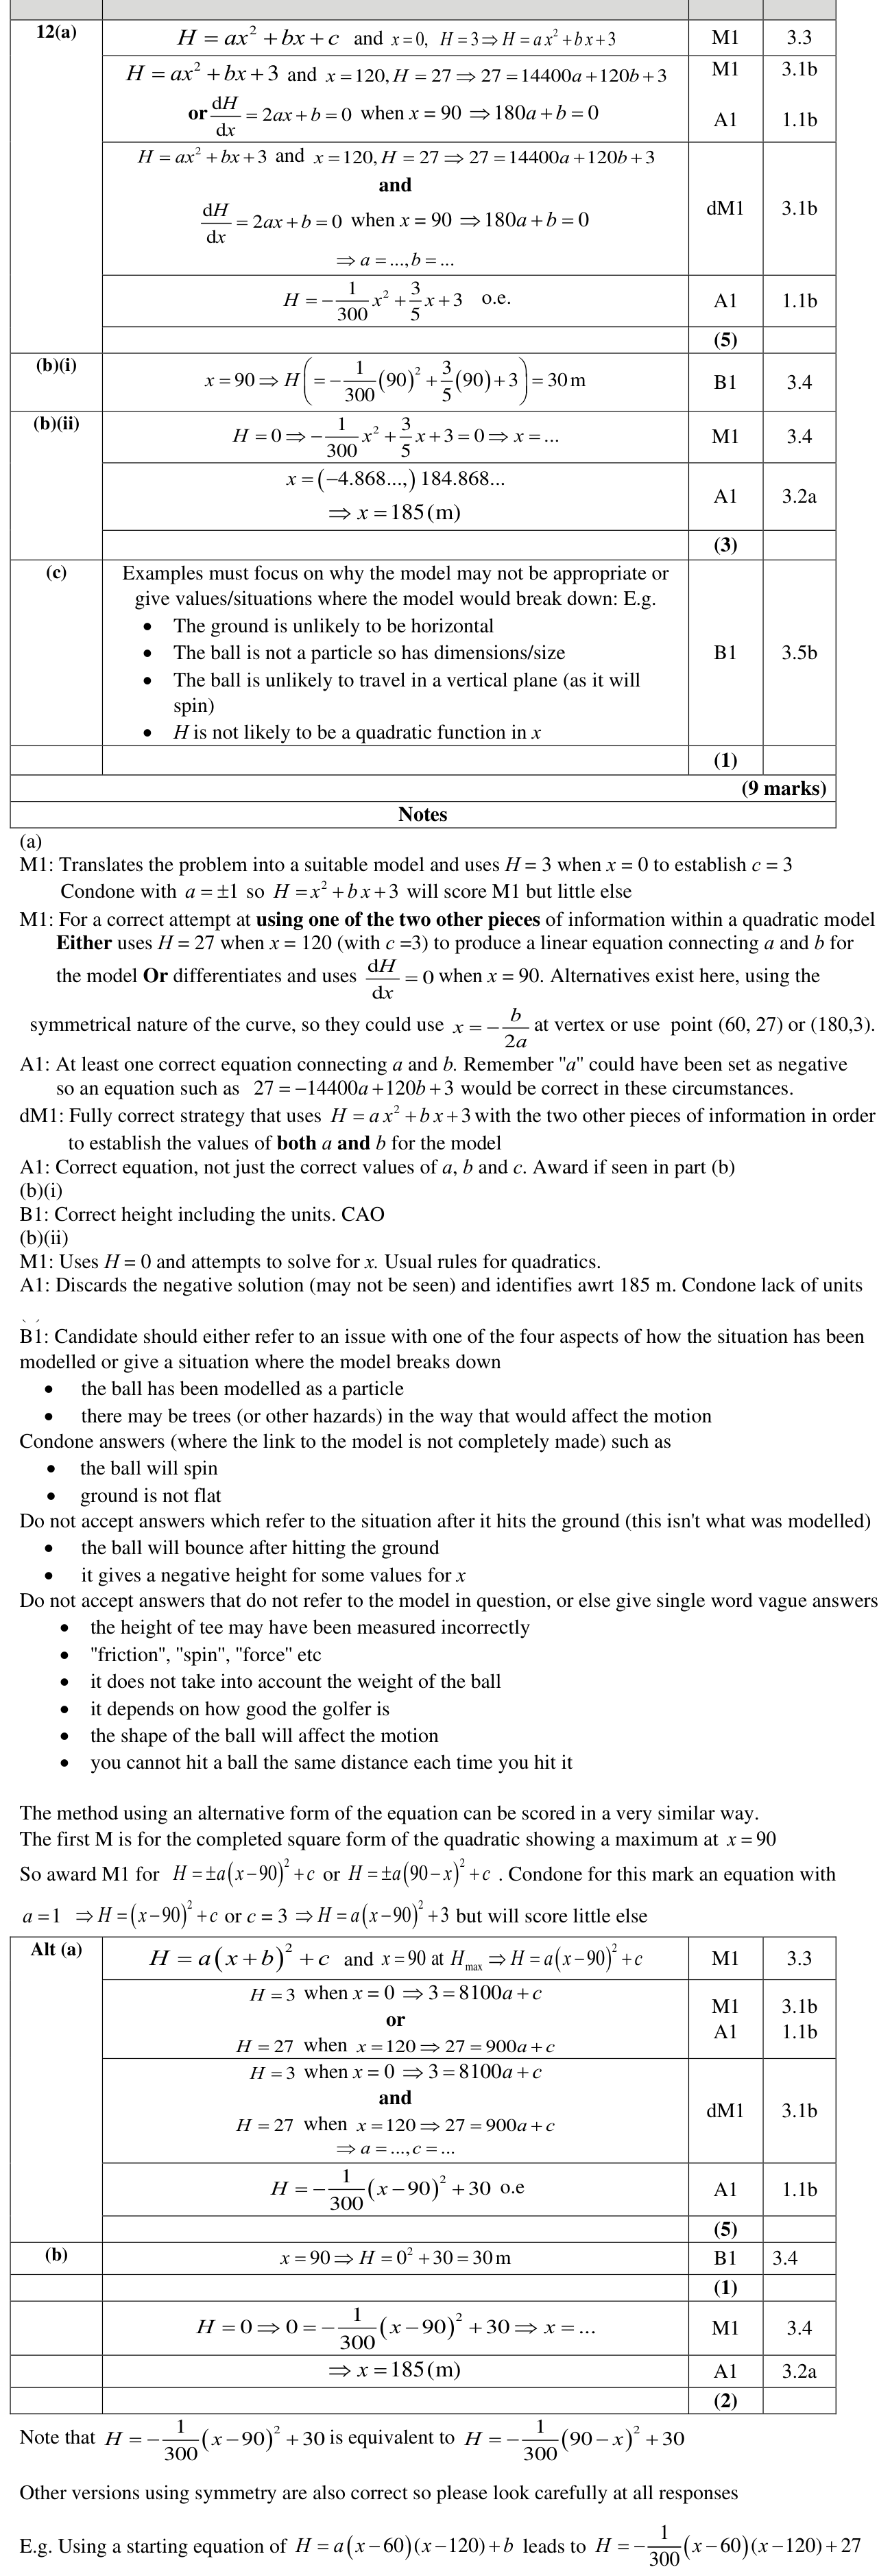 12(a) H = ax² + bx + c and x = 0, H = 3 ⇒ H = ax² + bx + 3 M1 3.3
H = ax² + bx + 3 and x = 120, H = 27 ⇒ 27 = 14400a + 120b + 3 M1 3.1b
or dH/dx = 2ax + b = 0 when x = 90 ⇒ 180a + b = 0 A1 1.1b
H = ax² + bx + 3 and x = 120, H = 27 ⇒ 27 = 14400a + 120b + 3
and
dH/dx = 2ax + b = 0 when x = 90 ⇒ 180a + b = 0 dM1 3.1b
⇒ a = ..., b = ...
H = −1/300 x² + 3/5 x + 3 o.e. A1 1.1b
(5)
(b)(i) x = 90 ⇒ H (= −1/300 (90)² + 3/5 (90) + 3) = 30 m B1 3.4
(b)(ii) H = 0 ⇒ −1/300 x² + 3/5 x + 3 = 0 ⇒ x = ... M1 3.4
x = (−4.868...,) 184.868...
⇒ x = 185 (m) A1 3.2a
(3)
(c) Examples must focus on why the model may not be appropriate or
give values/situations where the model would break down: E.g.
• The ground is unlikely to be horizontal
• The ball is not a particle so has dimensions/size B1 3.5b
• The ball is unlikely to travel in a vertical plane (as it will
spin)
• H is not likely to be a quadratic function in x
(1)
(9 marks)
Notes
(a)
M1: Translates the problem into a suitable model and uses H = 3 when x = 0 to establish c = 3
Condone with a = ±1 so H = x² + bx + 3 will score M1 but little else
M1: For a correct attempt at using one of the two other pieces of information within a quadratic model
Either uses H = 27 when x = 120 (with c =3) to produce a linear equation connecting a and b for
the model Or differentiates and uses dH/dx = 0 when x = 90. Alternatives exist here, using the
symmetrical nature of the curve, so they could use x = −b/2a at vertex or use point (60, 27) or (180,3).
A1: At least one correct equation connecting a and b. Remember "a" could have been set as negative
so an equation such as 27 = −14400a + 120b + 3 would be correct in these circumstances.
dM1: Fully correct strategy that uses H = ax² + bx + 3 with the two other pieces of information in order
to establish the values of both a and b for the model
A1: Correct equation, not just the correct values of a, b and c. Award if seen in part (b)
(b)(i)
B1: Correct height including the units. CAO
(b)(ii)
M1: Uses H = 0 and attempts to solve for x. Usual rules for quadratics.
A1: Discards the negative solution (may not be seen) and identifies awrt 185 m. Condone lack of units
B1: Candidate should either refer to an issue with one of the four aspects of how the situation has been
modelled or give a situation where the model breaks down
• the ball has been modelled as a particle
• there may be trees (or other hazards) in the way that would affect the motion
Condone answers (where the link to the model is not completely made) such as
• the ball will spin
• ground is not flat
Do not accept answers which refer to the situation after it hits the ground (this isn't what was modelled)
• the ball will bounce after hitting the ground
• it gives a negative height for some values for x
Do not accept answers that do not refer to the model in question, or else give single word vague answers
• the height of tee may have been measured incorrectly
• "friction", "spin", "force" etc
• it does not take into account the weight of the ball
• it depends on how good the golfer is
• the shape of the ball will affect the motion
• you cannot hit a ball the same distance each time you hit it
The method using an alternative form of the equation can be scored in a very similar way.
The first M is for the completed square form of the quadratic showing a maximum at x = 90
So award M1 for H = ±a(x−90)² + c or H = ±a(90−x)² + c . Condone for this mark an equation with
a = 1 ⇒ H = (x−90)² + c or c = 3 ⇒ H = a(x−90)² + 3 but will score little else
Alt (a) H = a(x + b)² + c and x = 90 at Hmax ⇒ H = a(x−90)² + c M1 3.3
H = 3 when x = 0 ⇒ 3 = 8100a + c M1 3.1b
or A1 1.1b
H = 27 when x = 120 ⇒ 27 = 900a + c
H = 3 when x = 0 ⇒ 3 = 8100a + c
and
H = 27 when x = 120 ⇒ 27 = 900a + c dM1 3.1b
⇒ a = ..., c = ...
H = −1/300 (x − 90)² + 30 o.e A1 1.1b
(5)
(b) x = 90 ⇒ H = 0² + 30 = 30 m B1 3.4
(1)
H = 0 ⇒ 0 = −1/300 (x − 90)² + 30 ⇒ x = ... M1 3.4
⇒ x = 185 (m) A1 3.2a
(2)
Note that H = −1/300 (x − 90)² + 30 is equivalent to H = −1/300 (90 − x)² + 30
Other versions using symmetry are also correct so please look carefully at all responses
E.g. Using a starting equation of H = a(x − 60)(x − 120) + b leads to H = −1/300 (x − 60)(x − 120) + 27